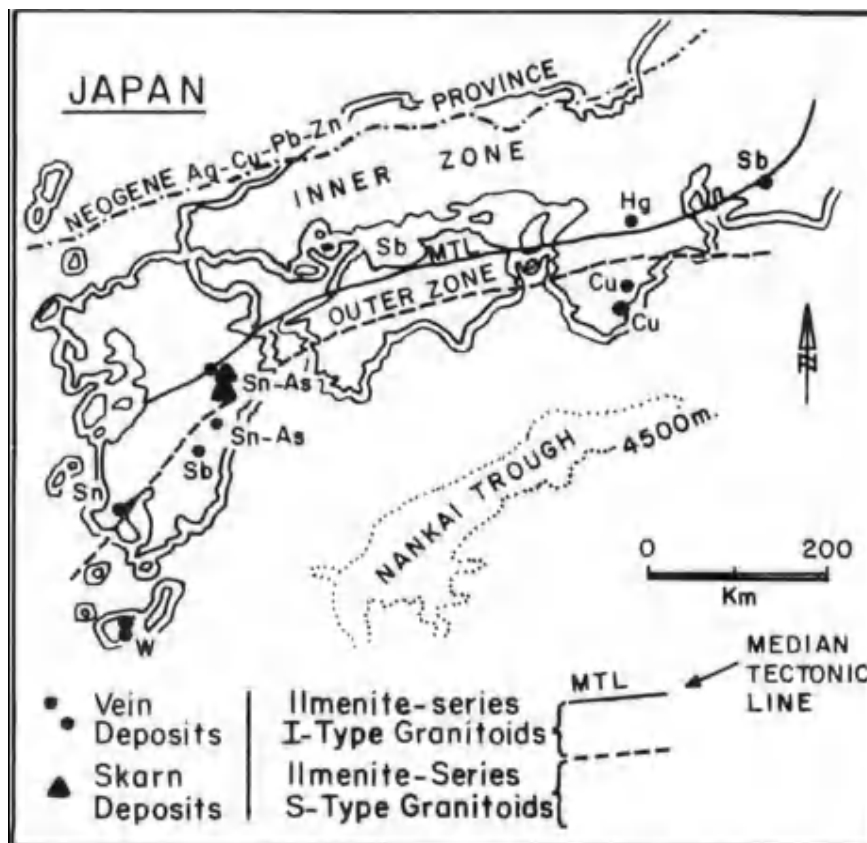 JAPAN
NEOGENE Ag-Cu-Pb-Zn PROVINCE
INNER ZONE
Sb
Hg
Sb
MTL
OUTER ZONE
Cu
Cu
Sn-As
Sn-As
Sb
Sn
W
N
NANKAI TROUGH
4500m.
0 200
Km
Vein
Deposits
Skarn
Deposits
Ilmenite-series
I-Type Granitoids
Ilmenite-Series
S-Type Granitoids
MTL
MEDIAN
TECTONIC
LINE